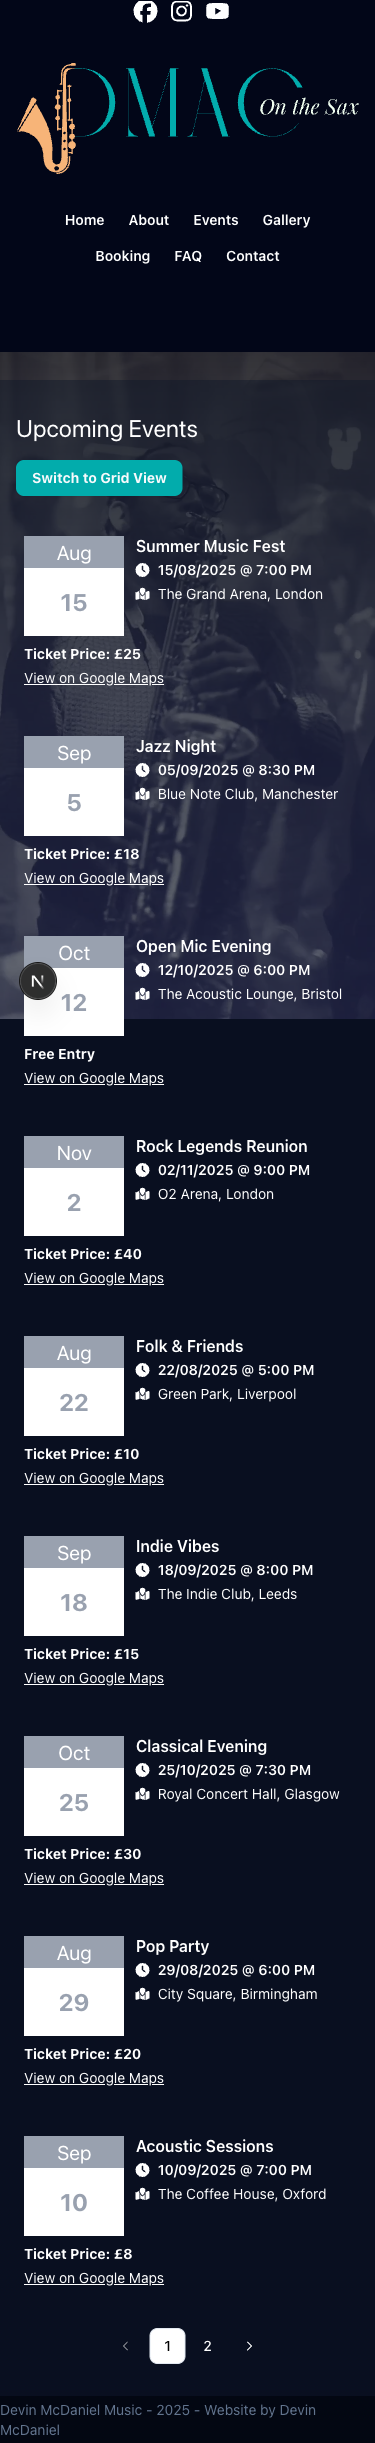 DMAC On the Sax
Home About Events Gallery
Booking FAQ Contact
Upcoming Events
Switch to Grid View
Aug
15
Summer Music Fest
15/08/2025 @ 7:00 PM
The Grand Arena, London
Ticket Price: £25
View on Google Maps
Sep
5
Jazz Night
05/09/2025 @ 8:30 PM
Blue Note Club, Manchester
Ticket Price: £18
View on Google Maps
Oct
12
Open Mic Evening
12/10/2025 @ 6:00 PM
The Acoustic Lounge, Bristol
N
Free Entry
View on Google Maps
Nov
2
Rock Legends Reunion
02/11/2025 @ 9:00 PM
O2 Arena, London
Ticket Price: £40
View on Google Maps
Aug
22
Folk & Friends
22/08/2025 @ 5:00 PM
Green Park, Liverpool
Ticket Price: £10
View on Google Maps
Sep
18
Indie Vibes
18/09/2025 @ 8:00 PM
The Indie Club, Leeds
Ticket Price: £15
View on Google Maps
Oct
25
Classical Evening
25/10/2025 @ 7:30 PM
Royal Concert Hall, Glasgow
Ticket Price: £30
View on Google Maps
Aug
29
Pop Party
29/08/2025 @ 6:00 PM
City Square, Birmingham
Ticket Price: £20
View on Google Maps
Sep
10
Acoustic Sessions
10/09/2025 @ 7:00 PM
The Coffee House, Oxford
Ticket Price: £8
View on Google Maps
1 2
Devin McDaniel Music - 2025 - Website by Devin
McDaniel